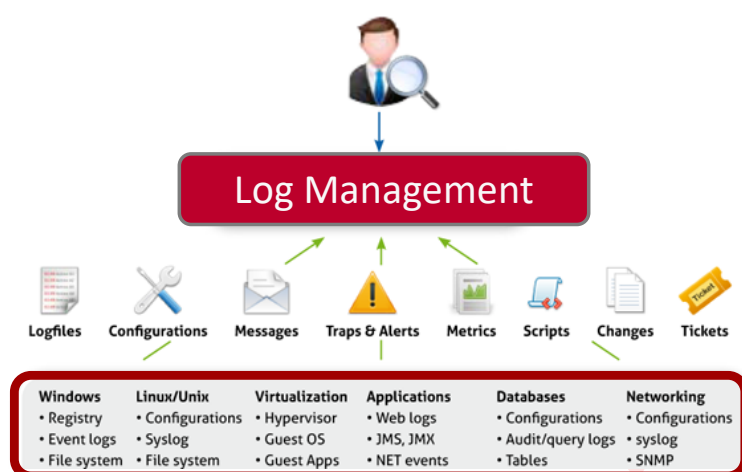 Log Management
Logfiles Configurations Messages Traps & Alerts Metrics Scripts Changes Tickets
Ticket
Windows Linux/Unix Virtualization Applications Databases Networking
• Registry • Configurations • Hypervisor • Web logs • Configurations • Configurations
• Event logs • Syslog • Guest OS • JMS, JMX • Audit/query logs • syslog
• File system • File system • Guest Apps • NET events • Tables • SNMP